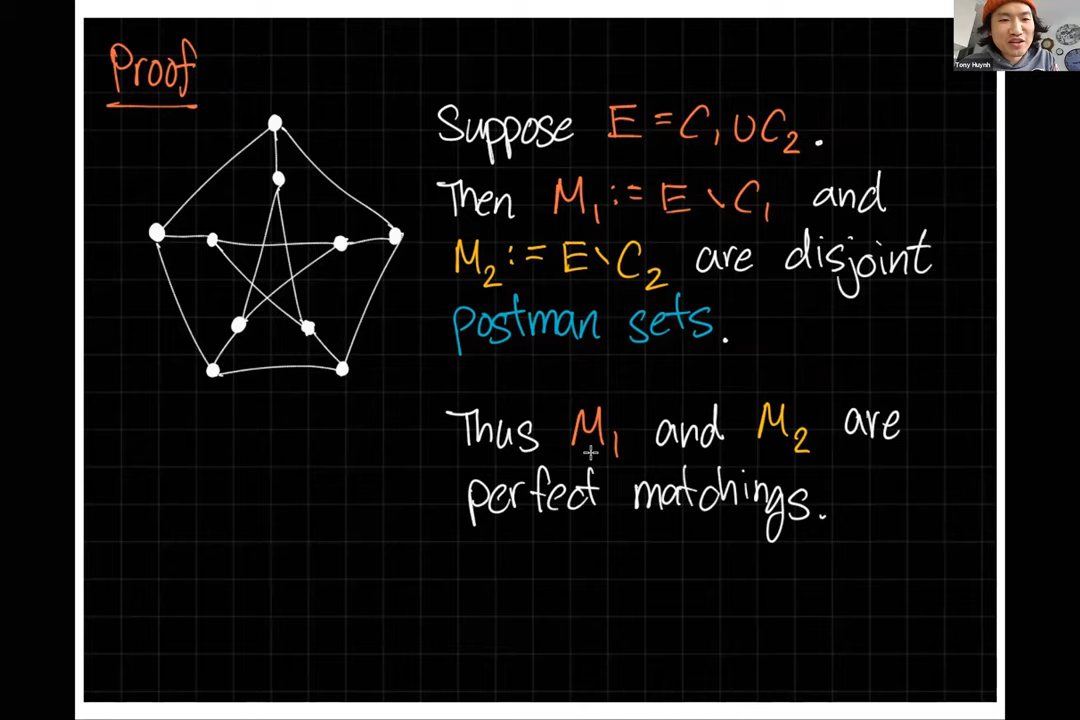 Proof
Suppose E = C₁ ∪ C₂.
Then M₁ := E \ C₁ and
M₂ := E \ C₂ are disjoint
postman sets.
Thus M₁ and M₂ are
perfect matchings.
Tony Huynh